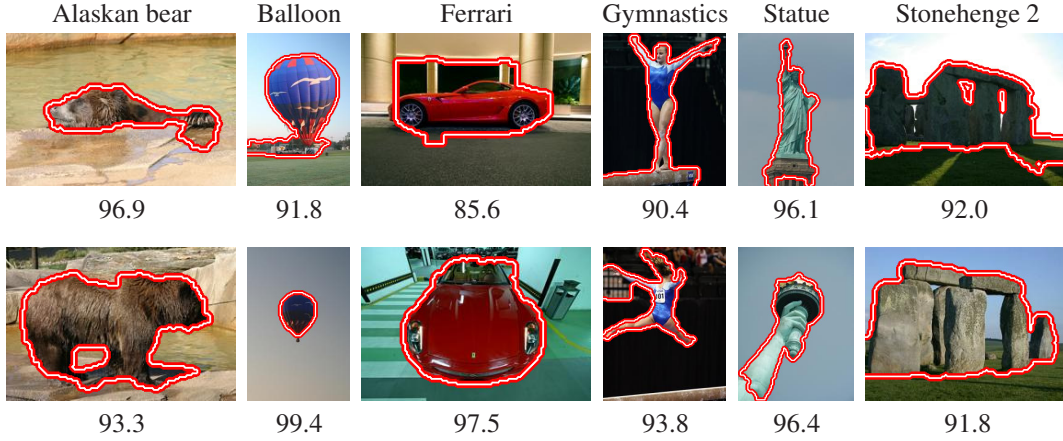 Alaskan bear Balloon Ferrari Gymnastics Statue Stonehenge 2
96.9 91.8 85.6 90.4 96.1 92.0
101
93.3 99.4 97.5 93.8 96.4 91.8